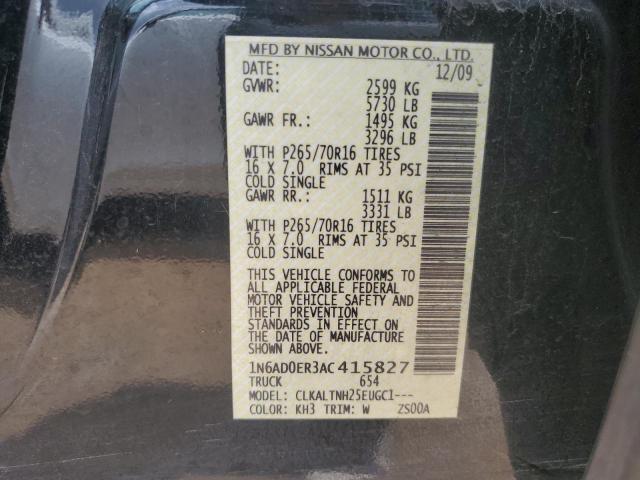 MFD BY NISSAN MOTOR CO., LTD.
DATE: 12/09
GVWR: 2599 KG
5730 LB
GAWR FR.: 1495 KG
3296 LB
WITH P265/70R16 TIRES
16 X 7.0 RIMS AT 35 PSI
COLD SINGLE
GAWR RR.: 1511 KG
3331 LB
WITH P265/70R16 TIRES
16 X 7.0 RIMS AT 35 PSI
COLD SINGLE
THIS VEHICLE CONFORMS TO
ALL APPLICABLE FEDERAL
MOTOR VEHICLE SAFETY AND
THEFT PREVENTION
STANDARDS IN EFFECT ON
THE DATE OF MANUFACTURE
SHOWN ABOVE.
1N6AD0ER3AC415827
TRUCK 654
MODEL: CLKALTNH25EUGC1---
COLOR: KH3 TRIM: W ZS00A